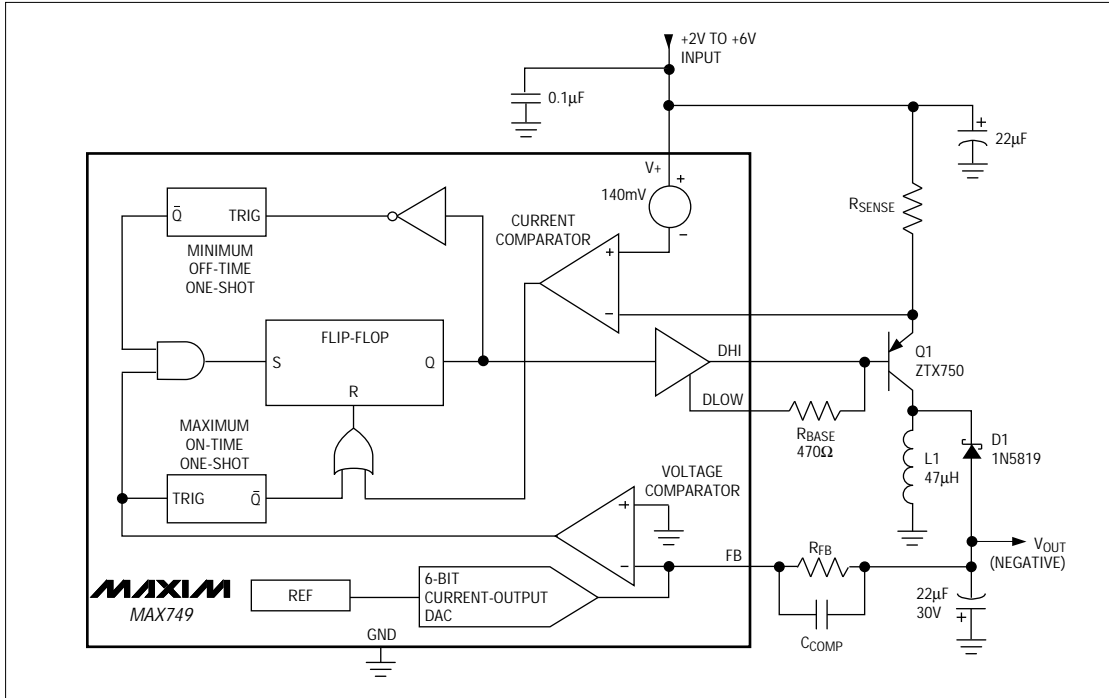 +2V TO +6V
INPUT
0.1μF
22μF
V+
+
140mV
−
RSENSE
Q̄ TRIG
MINIMUM
OFF-TIME
ONE-SHOT
CURRENT
COMPARATOR
+
−
FLIP-FLOP
S Q
R
DHI
DLOW
Q1
ZTX750
RBASE
470Ω
MAXIMUM
ON-TIME
ONE-SHOT
TRIG Q̄
VOLTAGE
COMPARATOR
+
−
L1
47μH
D1
1N5819
FB
RFB
CCOMP
VOUT
(NEGATIVE)
22μF
30V
+
MAXIM
MAX749
REF
6-BIT
CURRENT-OUTPUT
DAC
GND
+